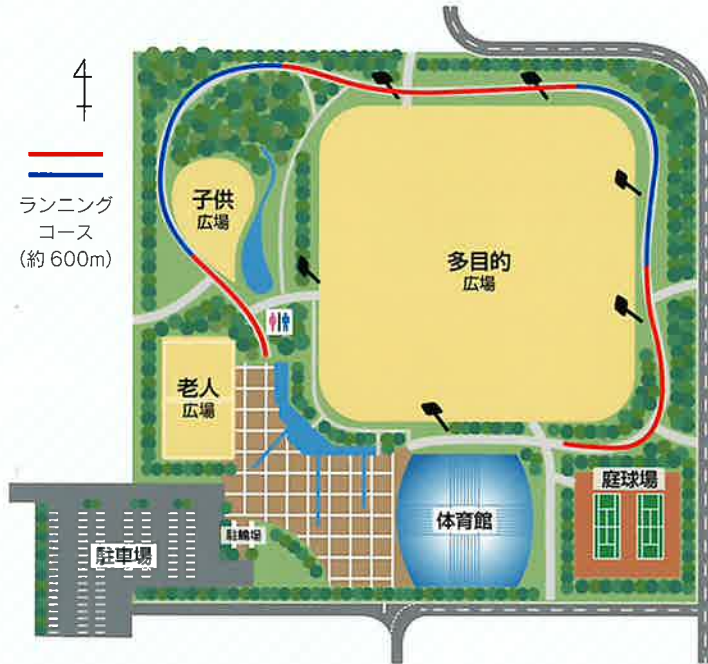 ランニング
コース
(約600m)
子供
広場
多目的
広場
老人
広場
庭球場
体育館
駐輪場
駐車場